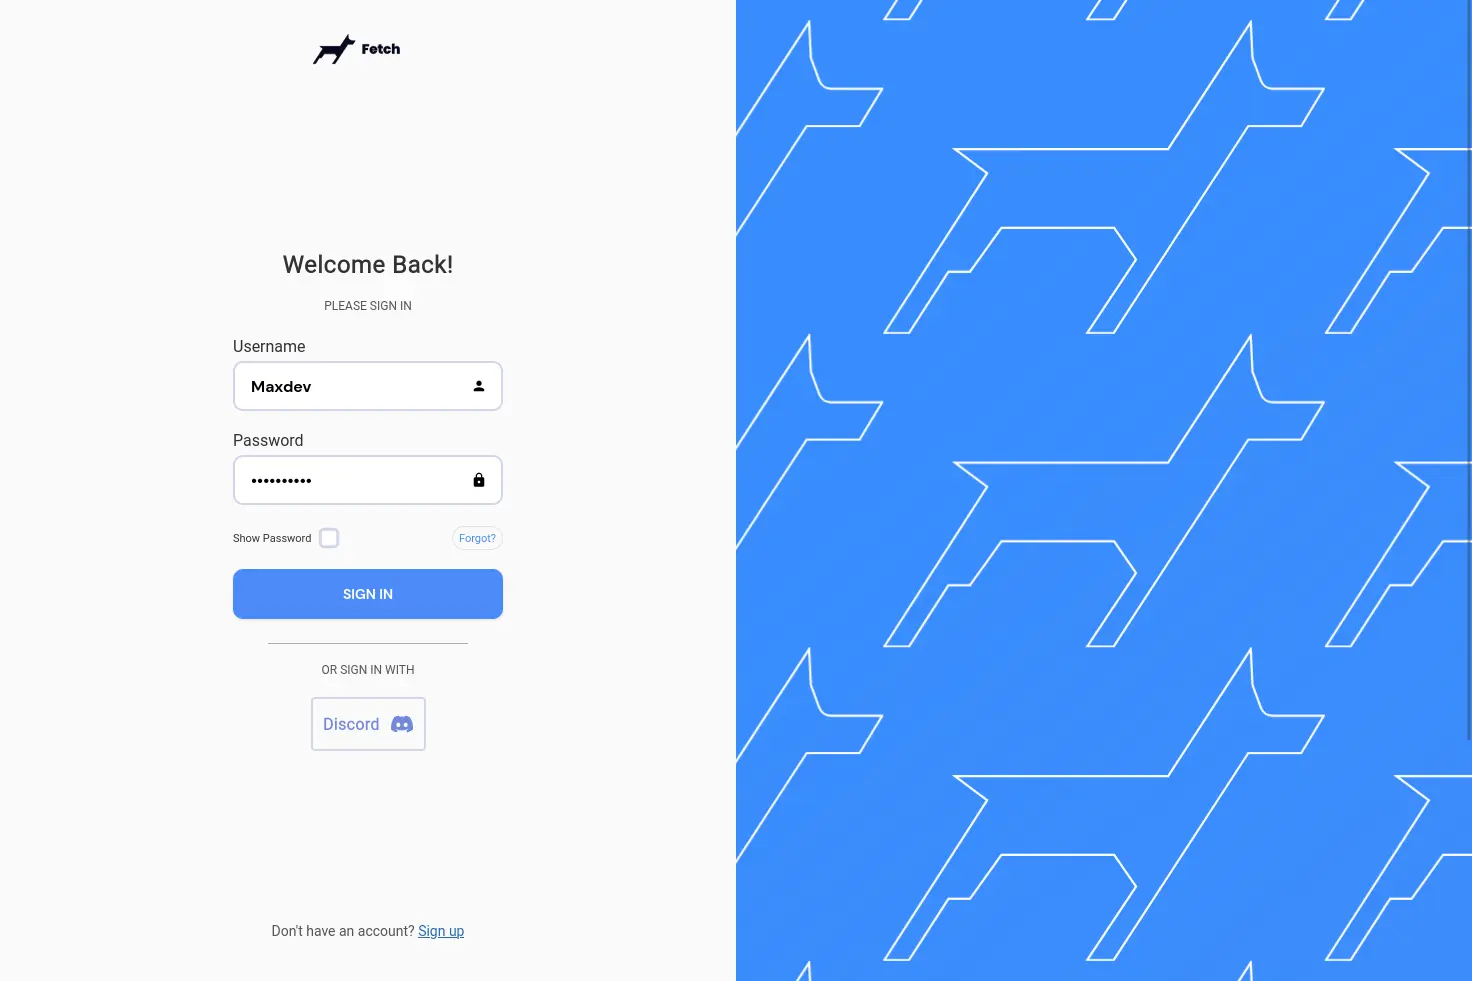 Fetch
Welcome Back!
PLEASE SIGN IN
Username
Maxdev
Password
••••••••••
Show Password Forgot?
SIGN IN
OR SIGN IN WITH
Discord
Don't have an account? Sign up